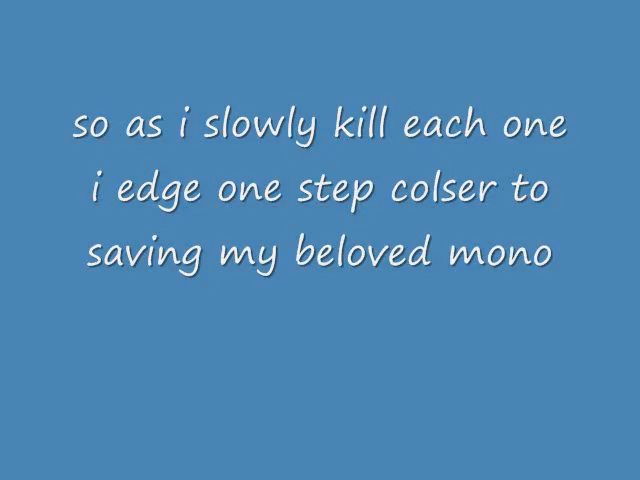 so as i slowly kill each one
i edge one step colser to
saving my beloved mono